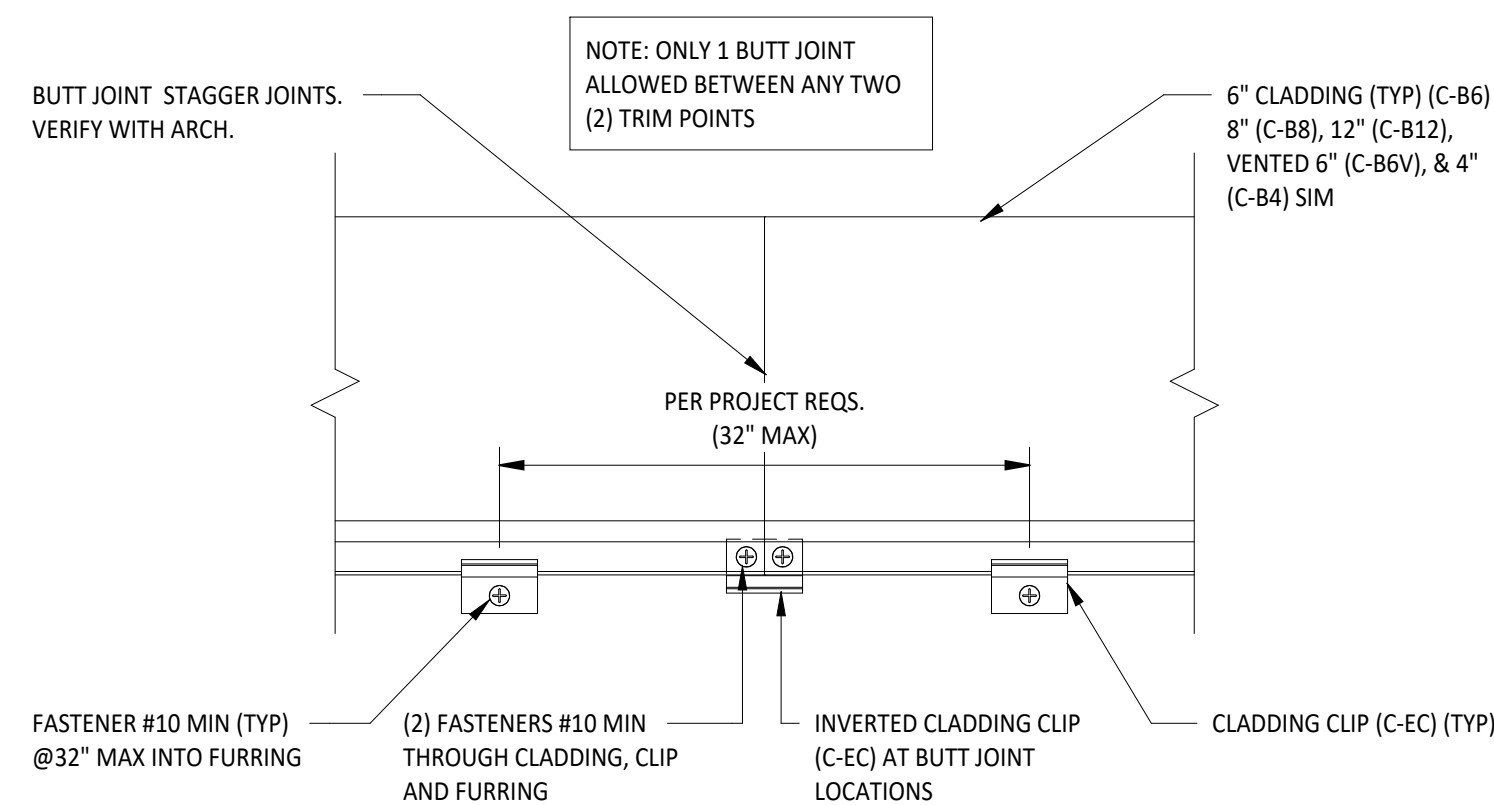 NOTE: ONLY 1 BUTT JOINT
ALLOWED BETWEEN ANY TWO
(2) TRIM POINTS
BUTT JOINT  STAGGER JOINTS.
VERIFY WITH ARCH.
6" CLADDING (TYP) (C-B6)
8" (C-B8), 12" (C-B12),
VENTED 6" (C-B6V), & 4"
(C-B4) SIM
PER PROJECT REQS.
(32" MAX)
FASTENER #10 MIN (TYP)
@32" MAX INTO FURRING
(2) FASTENERS #10 MIN
THROUGH CLADDING, CLIP
AND FURRING
INVERTED CLADDING CLIP
(C-EC) AT BUTT JOINT
LOCATIONS
CLADDING CLIP (C-EC) (TYP)